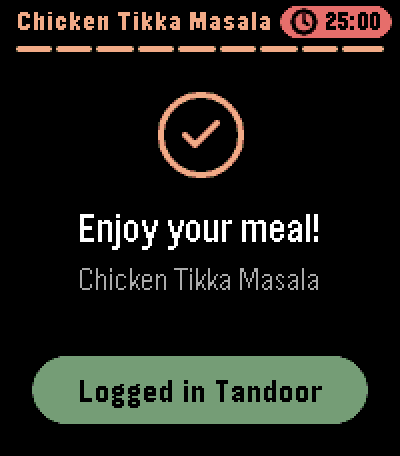 Chicken Tikka Masala 25:00
Enjoy your meal!
Chicken Tikka Masala
Logged in Tandoor